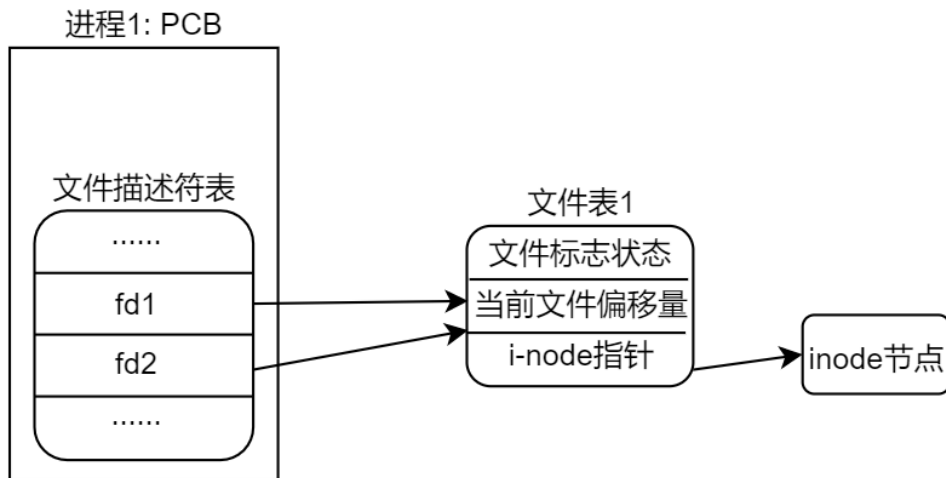 进程1: PCB
文件描述符表
······
fd1
fd2
······
文件表1
文件标志状态
当前文件偏移量
i-node指针
inode节点